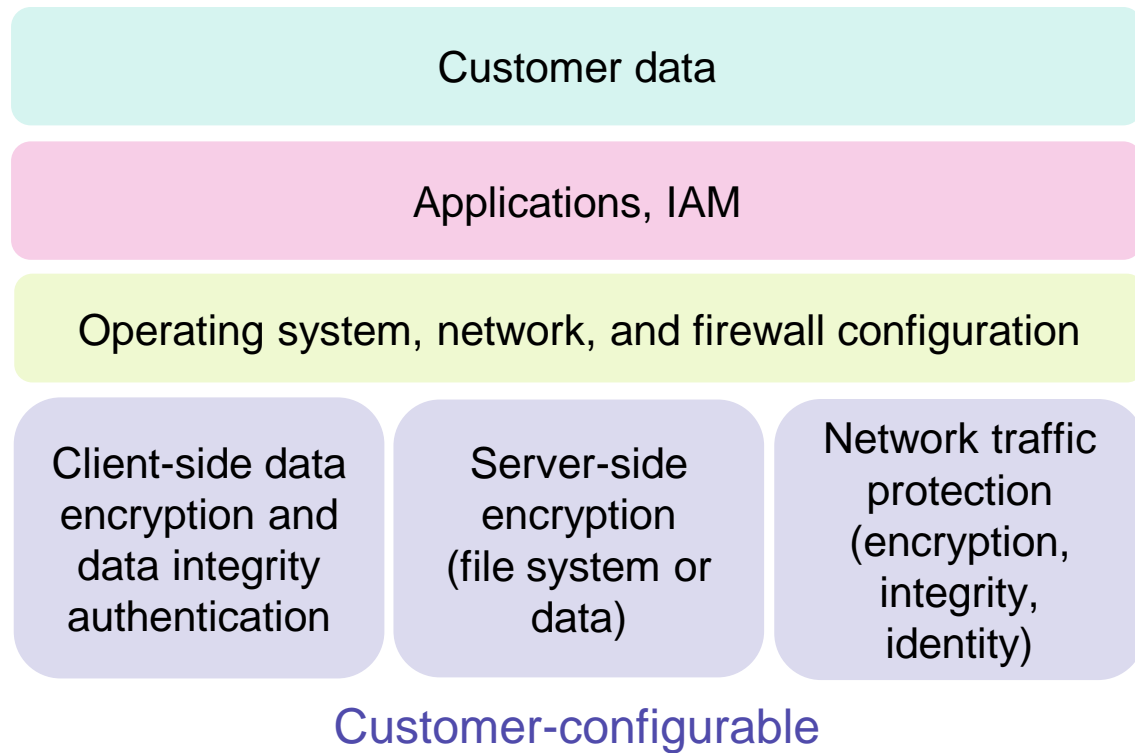 Customer data
Applications, IAM
Operating system, network, and firewall configuration
Client-side data
encryption and
data integrity
authentication
Server-side
encryption
(file system or
data)
Network traffic
protection
(encryption,
integrity,
identity)
Customer-configurable